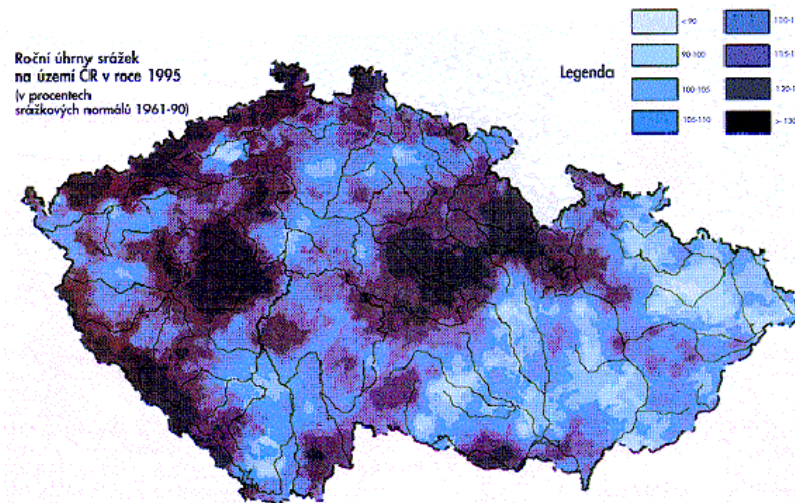 Roční úhrny srážek
na území ČR v roce 1995
(v procentech
srážkových normálů 1961-90)
Legenda
<90
90-100
100-105
105-110
>130